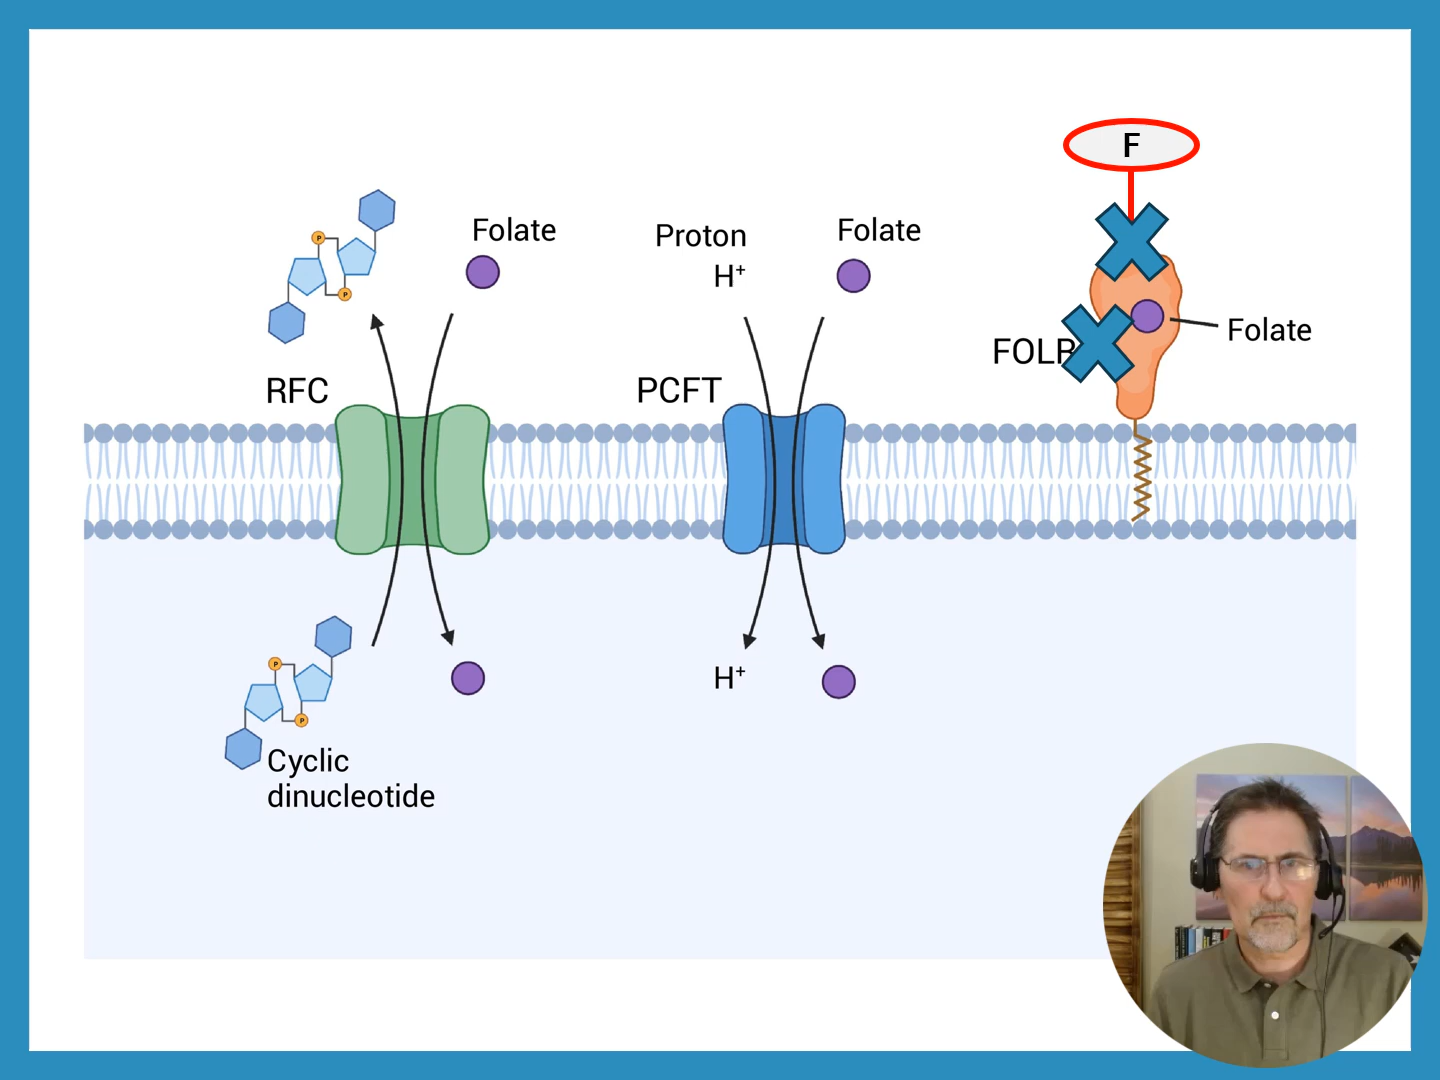 F
Folate
Proton
H⁺
Folate
P
P
Folate
FOLR
RFC
PCFT
H⁺
P
P
Cyclic
dinucleotide